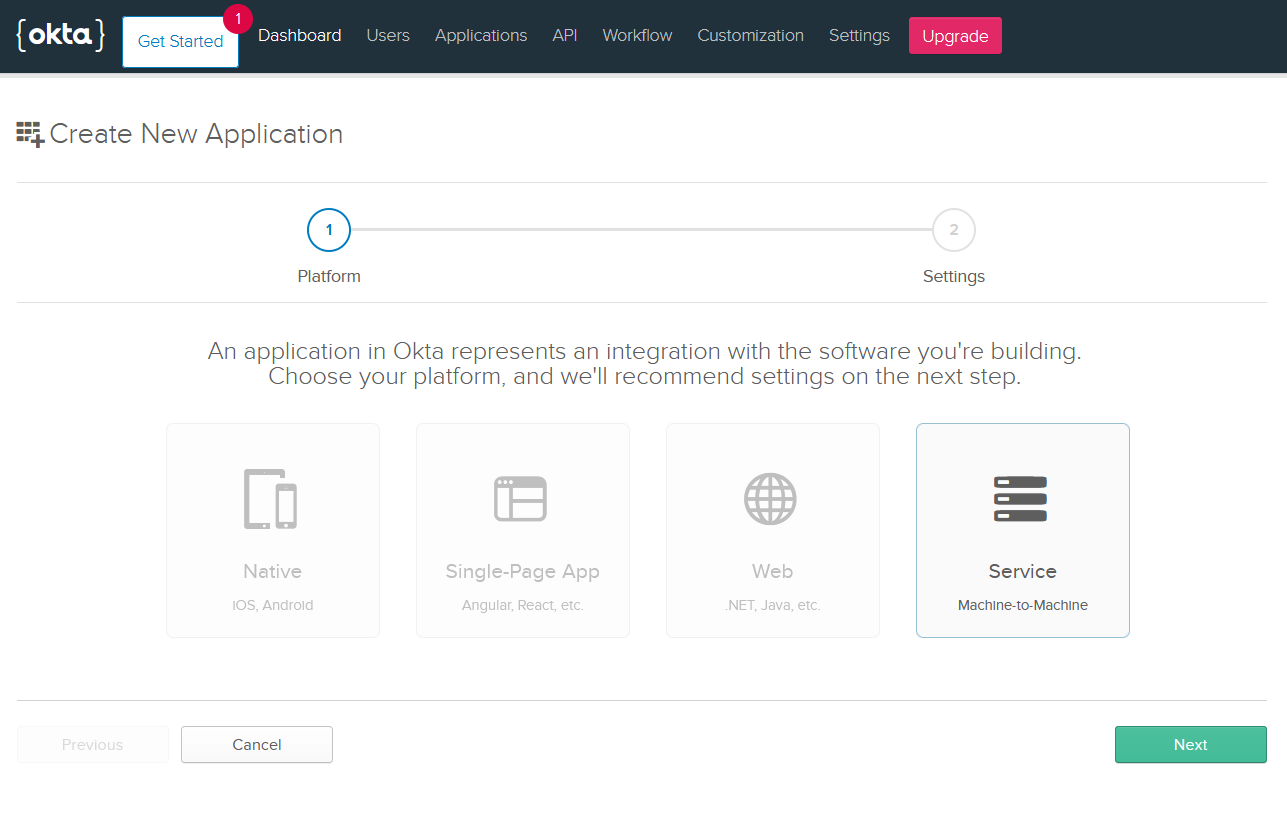 {okta}
Get Started
1
Dashboard
Users
Applications
API
Workflow
Customization
Settings
Upgrade
Create New Application
1
2
Platform
Settings
An application in Okta represents an integration with the software you're building.
Choose your platform, and we'll recommend settings on the next step.
Native
iOS, Android
Single-Page App
Angular, React, etc.
Web
.NET, Java, etc.
Service
Machine-to-Machine
Previous
Cancel
Next